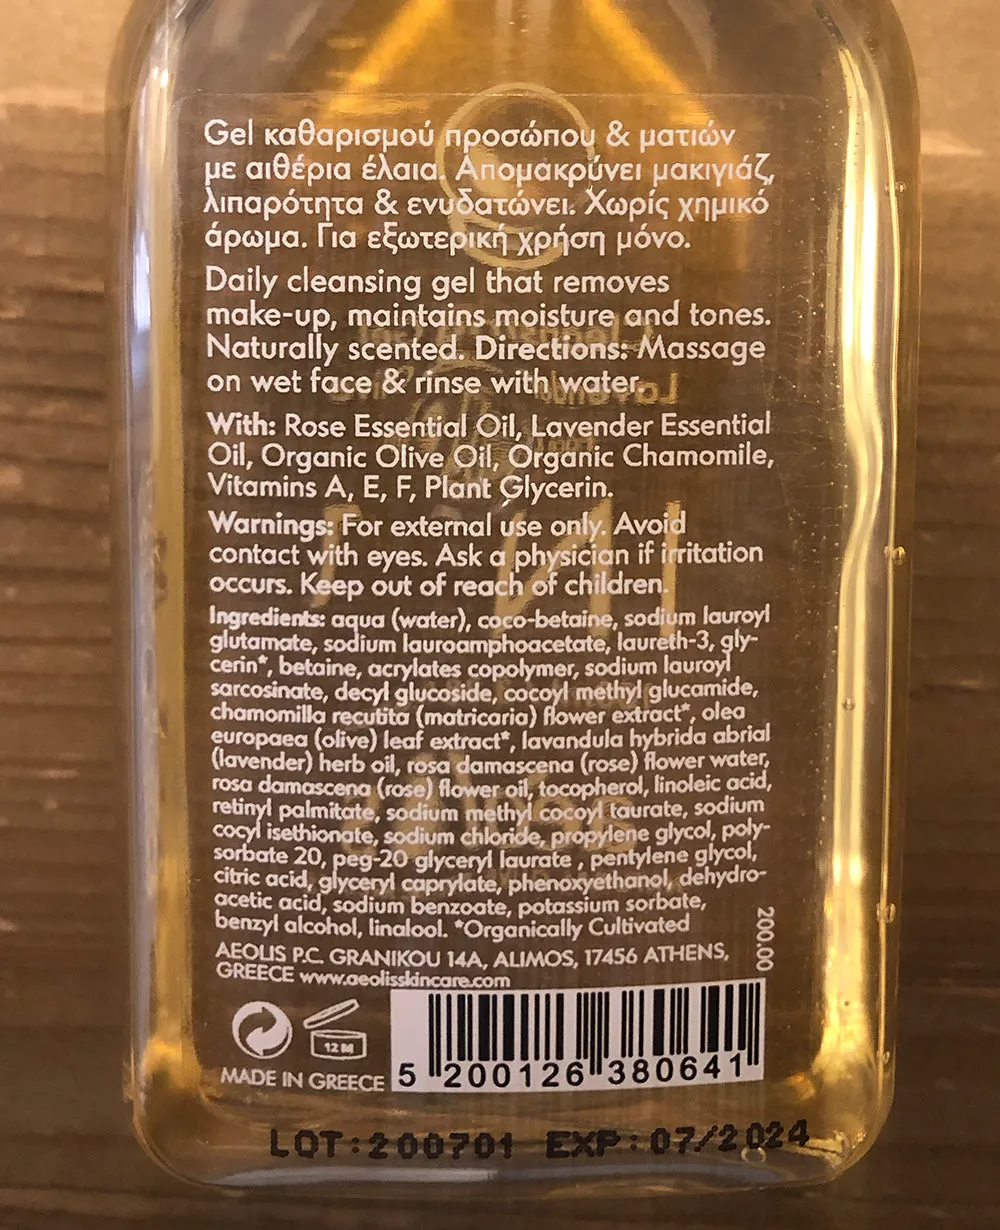 Gel καθαρισμού προσώπου & ματιών
με αιθέρια έλαια. Απομακρύνει μακιγιάζ,
λιπαρότητα & ενυδατώνει. Χωρίς χημικό
άρωμα. Για εξωτερική χρήση μόνο.
Daily cleansing gel that removes
make-up, maintains moisture and tones.
Naturally scented. Directions: Massage
on wet face & rinse with water.
With: Rose Essential Oil, Lavender Essential
Oil, Organic Olive Oil, Organic Chamomile,
Vitamins A, E, F, Plant Glycerin.
Warnings: For external use only. Avoid
contact with eyes. Ask a physician if irritation
occurs. Keep out of reach of children.
Ingredients: aqua (water), coco-betaine, sodium lauroyl
glutamate, sodium lauroamphoacetate, laureth-3, gly-
cerin*, betaine, acrylates copolymer, sodium lauroyl
sarcosinate, decyl glucoside, cocoyl methyl glucamide,
chamomilla recutita (matricaria) flower extract*, olea
europaea (olive) leaf extract*, lavandula hybrida abrial
(lavender) herb oil, rosa damascena (rose) flower water,
rosa damascena (rose) flower oil, tocopherol, linoleic acid,
retinyl palmitate, sodium methyl cocoyl taurate, sodium
cocyl isethionate, sodium chloride, propylene glycol, poly-
sorbate 20, peg-20 glyceryl laurate , pentylene glycol,
citric acid, glyceryl caprylate, phenoxyethanol, dehydro-
acetic acid, sodium benzoate, potassium sorbate,
benzyl alcohol, linalool. *Organically Cultivated
200.00
AEOLIS P.C. GRANIKOU 14A, ALIMOS, 17456 ATHENS,
GREECE www.aeolisskincare.com
12 M
MADE IN GREECE
5 200126 380641
LOT:200701 EXP:07/2024